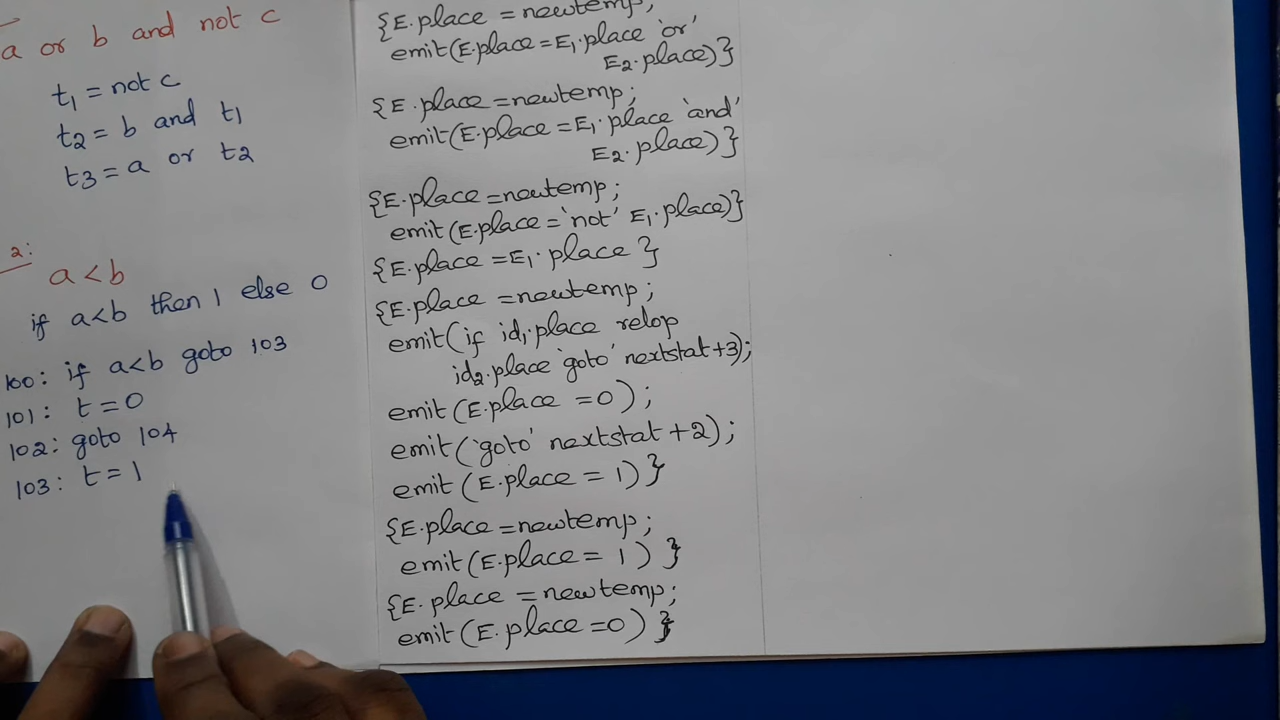 a or b and not c
t1 = not c
t2 = b and t1
t3 = a or t2
2:
a < b
if a<b then 1 else 0
100: if a<b goto 103
101: t = 0
102: goto 104
103: t = 1
{E.place = newtemp;
emit(E.place = E1.place 'or'
E2.place)}
{E.place = newtemp;
emit(E.place = E1.place 'and'
E2.place)}
{E.place = newtemp;
emit(E.place = 'not' E1.place)}
{E.place = E1.place }
{E.place = newtemp;
emit(if id1.place relop
id2.place 'goto' nextstat+3);
emit(E.place = 0);
emit('goto' nextstat+2);
emit(E.place = 1)}
{E.place = newtemp;
emit(E.place = 1) }
{E.place = newtemp;
emit(E.place = 0) }